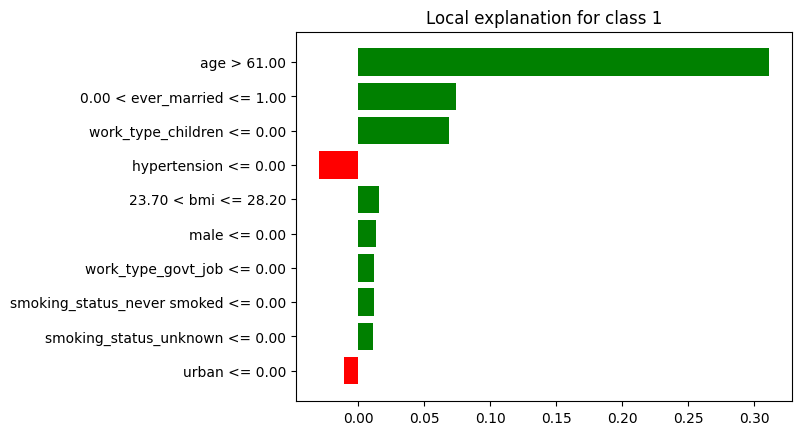 Local explanation for class 1
age > 61.00
0.00 < ever_married <= 1.00
work_type_children <= 0.00
hypertension <= 0.00
23.70 < bmi <= 28.20
male <= 0.00
work_type_govt_job <= 0.00
smoking_status_never smoked <= 0.00
smoking_status_unknown <= 0.00
urban <= 0.00
0.00 0.05 0.10 0.15 0.20 0.25 0.30